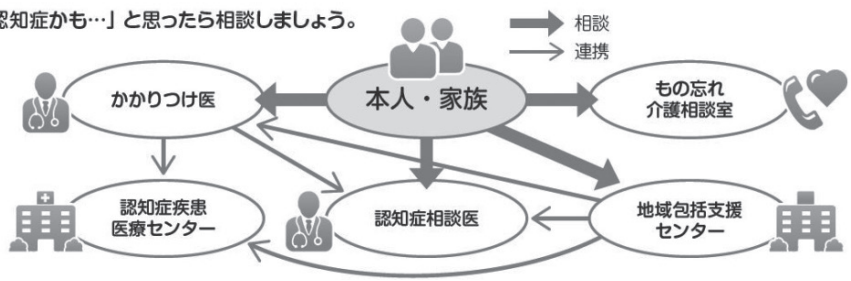 認知症かも…」と思ったら相談しましょう。
相談
連携
本人・家族
かかりつけ医
もの忘れ
介護相談室
認知症疾患
医療センター
認知症相談医
地域包括支援
センター